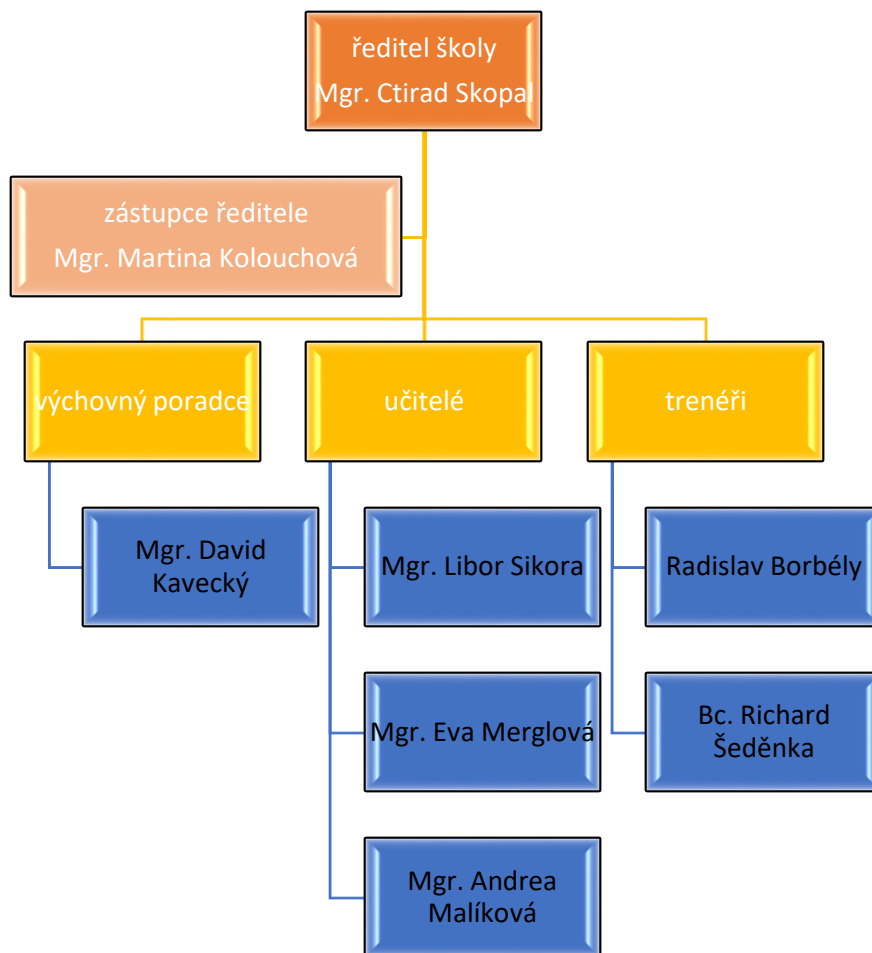 ředitel školy
Mgr. Ctirad Skopal
zástupce ředitele
Mgr. Martina Kolouchová
výchovný poradce
učitelé
trenéři
Mgr. David
Kavecký
Mgr. Libor Sikora
Radislav Borbély
Mgr. Eva Merglová
Bc. Richard
Šeděnka
Mgr. Andrea
Malíková